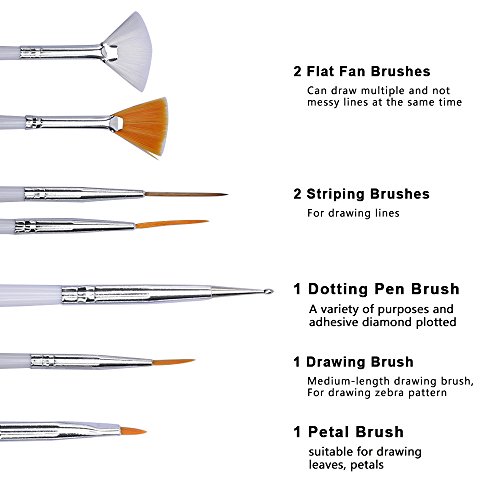 2 Flat Fan Brushes
Can draw multiple and not
messy lines at the same time
2 Striping Brushes
For drawing lines
1 Dotting Pen Brush
A variety of purposes and
adhesive diamond plotted
1 Drawing Brush
Medium-length drawing brush,
For drawing zebra pattern
1 Petal Brush
suitable for drawing
leaves, petals